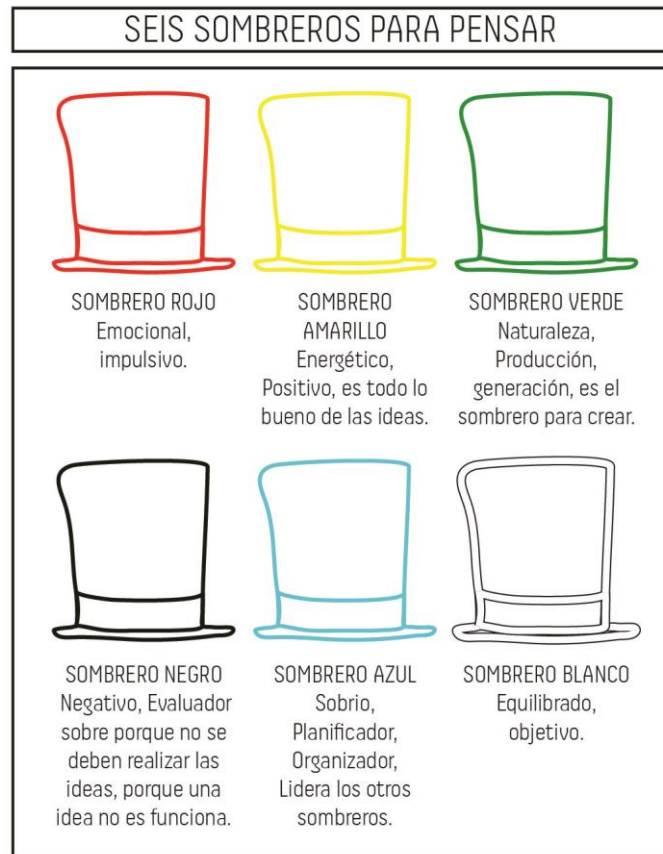 SEIS SOMBREROS PARA PENSAR
SOMBRERO ROJO
Emocional,
impulsivo.
SOMBRERO
AMARILLO
Energético,
Positivo, es todo lo
bueno de las ideas.
SOMBRERO VERDE
Naturaleza,
Producción,
generación, es el
sombrero para crear.
SOMBRERO NEGRO
Negativo, Evaluador
sobre porque no se
deben realizar las
ideas, porque una
idea no es funciona.
SOMBRERO AZUL
Sobrio,
Planificador,
Organizador,
Lidera los otros
sombreros.
SOMBRERO BLANCO
Equilibrado,
objetivo.